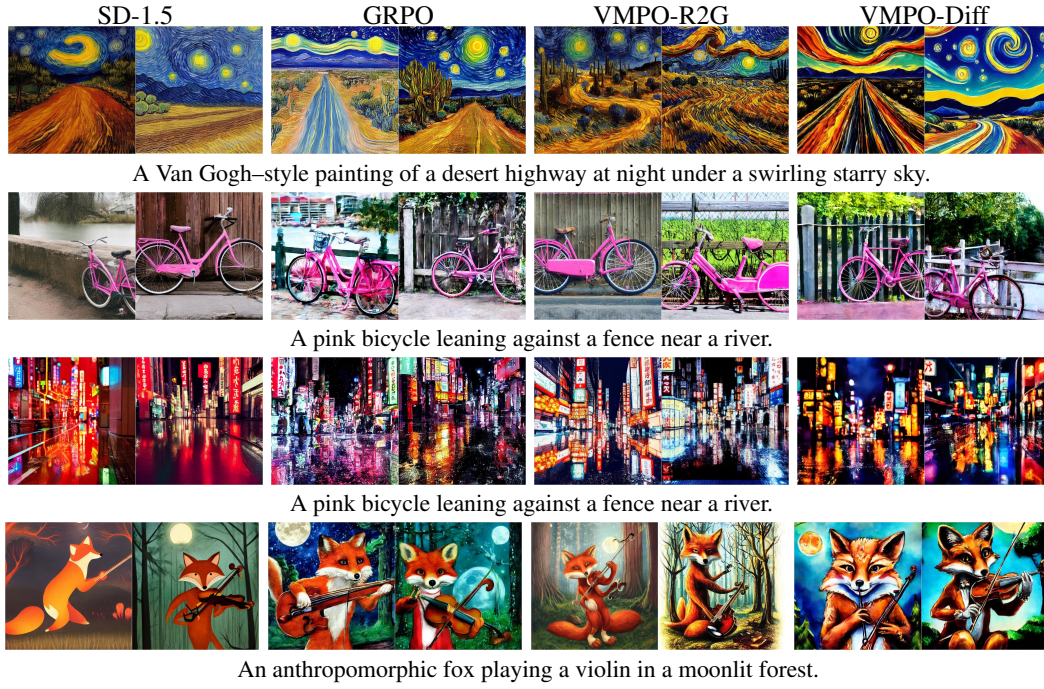 SD-1.5 GRPO VMPO-R2G VMPO-Diff
A Van Gogh–style painting of a desert highway at night under a swirling starry sky.
A pink bicycle leaning against a fence near a river.
A pink bicycle leaning against a fence near a river.
An anthropomorphic fox playing a violin in a moonlit forest.